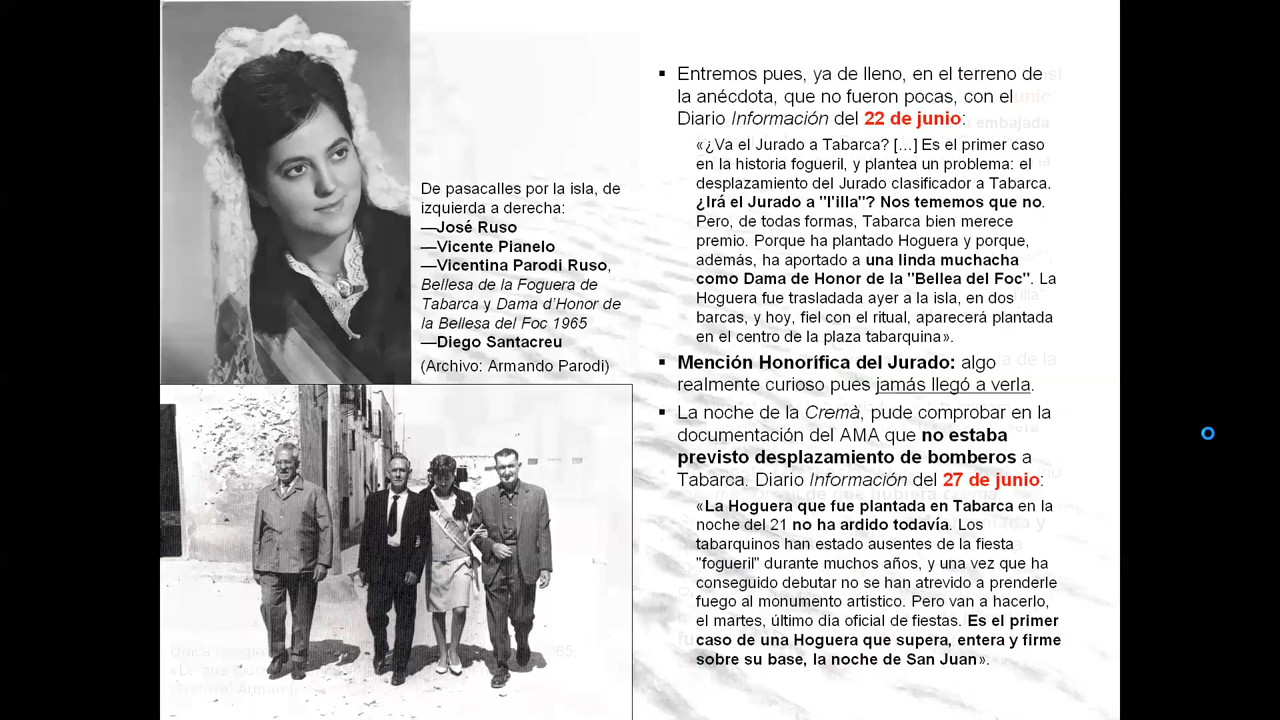 De pasacalles por la isla, de
izquierda a derecha:
—José Ruso
—Vicente Pianelo
—Vicentina Parodi Ruso,
Bellesa de la Foguera de
Tabarca y Dama d'Honor de
la Bellesa del Foc 1965
—Diego Santacreu
(Archivo: Armando Parodi)
▪ Entremos pues, ya de lleno, en el terreno de
la anécdota, que no fueron pocas, con el
Diario Información del 22 de junio:
«¿Va el Jurado a Tabarca? [...] Es el primer caso
en la historia fogueril, y plantea un problema: el
desplazamiento del Jurado clasificador a Tabarca.
¿Irá el Jurado a "l'illa"? Nos tememos que no.
Pero, de todas formas, Tabarca bien merece
premio. Porque ha plantado Hoguera y porque,
además, ha aportado a una linda muchacha
como Dama de Honor de la "Bellea del Foc". La
Hoguera fue trasladada ayer a la isla, en dos
barcas, y hoy, fiel con el ritual, aparecerá plantada
en el centro de la plaza tabarquina».
▪ Mención Honorífica del Jurado: algo
realmente curioso pues jamás llegó a verla.
▪ La noche de la Cremà, pude comprobar en la
documentación del AMA que no estaba
previsto desplazamiento de bomberos a
Tabarca. Diario Información del 27 de junio:
«La Hoguera que fue plantada en Tabarca en la
noche del 21 no ha ardido todavía. Los
tabarquinos han estado ausentes de la fiesta
"fogueril" durante muchos años, y una vez que ha
conseguido debutar no se han atrevido a prenderle
fuego al monumento artístico. Pero van a hacerlo,
el martes, último día oficial de fiestas. Es el primer
caso de una Hoguera que supera, entera y firme
sobre su base, la noche de San Juan».